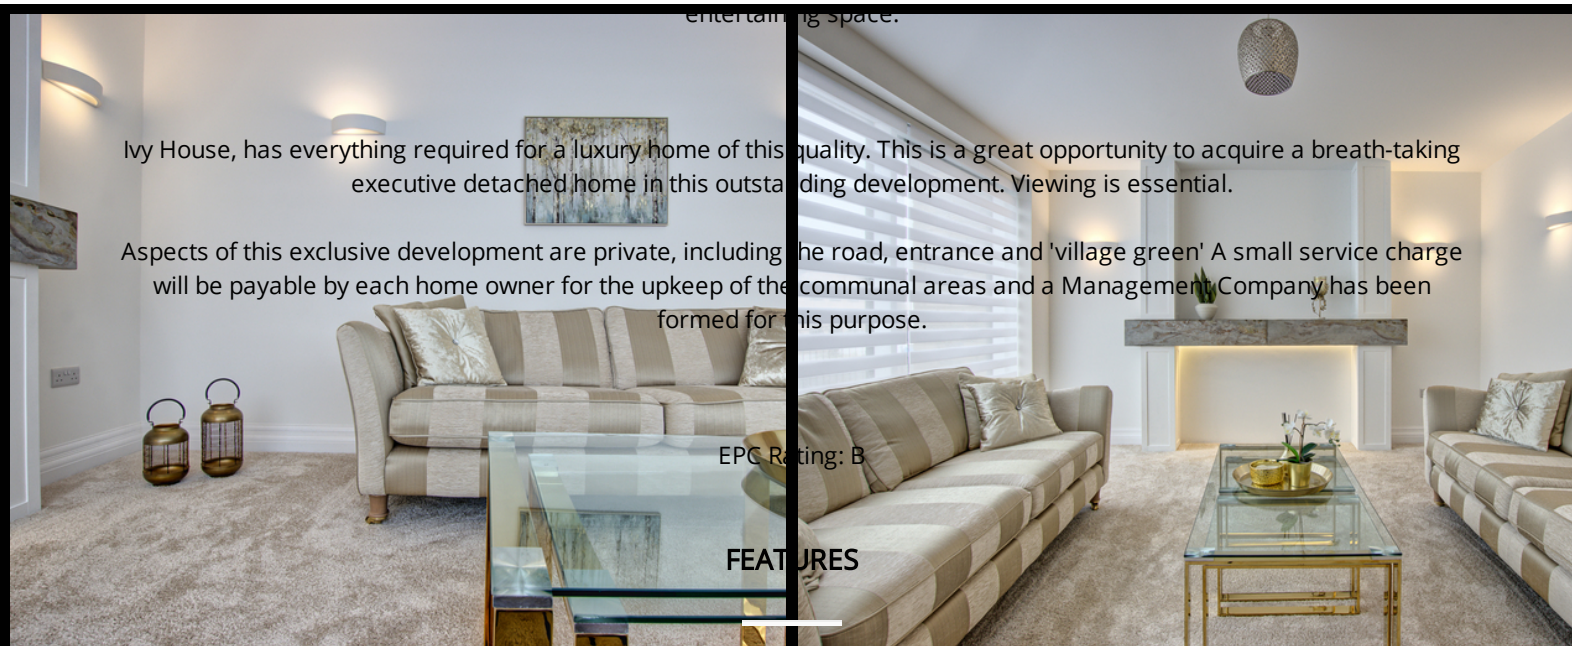 entertaining space.
Ivy House, has everything required for a luxury home of this quality. This is a great opportunity to acquire a breath-taking
executive detached home in this outstanding development. Viewing is essential.
Aspects of this exclusive development are private, including the road, entrance and 'village green' A small service charge
will be payable by each home owner for the upkeep of the communal areas and a Management Company has been
formed for this purpose.
EPC Rating: B
FEATURES